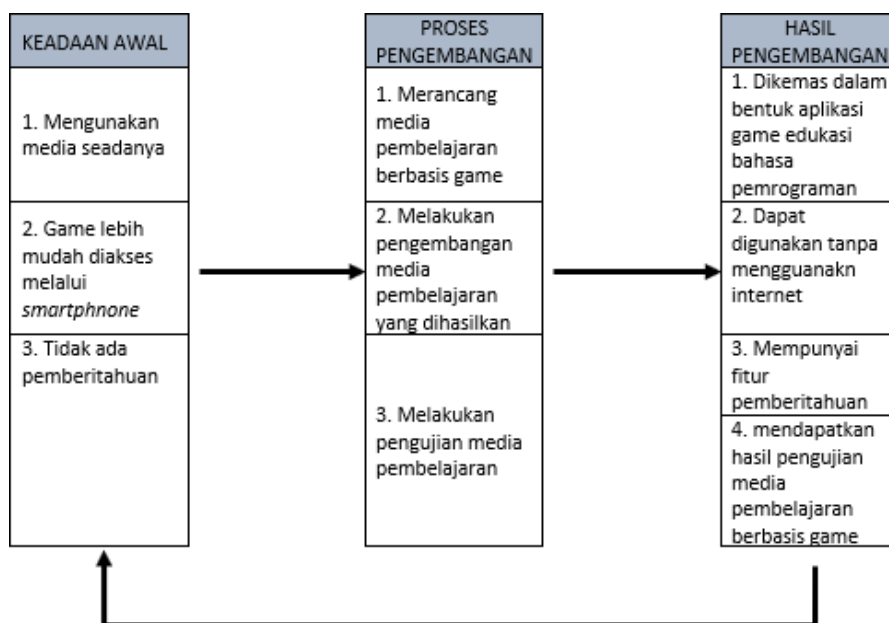 KEADAAN AWAL
1. Mengunakan
media seadanya
2. Game lebih
mudah diakses
melalui
smartphnone
3. Tidak ada
pemberitahuan
PROSES
PENGEMBANGAN
1. Merancang
media
pembelajaran
berbasis game
2. Melakukan
pengembangan
media
pembelajaran
yang dihasilkan
3. Melakukan
pengujian media
pembelajaran
HASIL
PENGEMBANGAN
1. Dikemas dalam
bentuk aplikasi
game edukasi
bahasa
pemrograman
2. Dapat
digunakan tanpa
mengguanakn
internet
3. Mempunyai
fitur
pemberitahuan
4. mendapatkan
hasil pengujian
media
pembelajaran
berbasis game